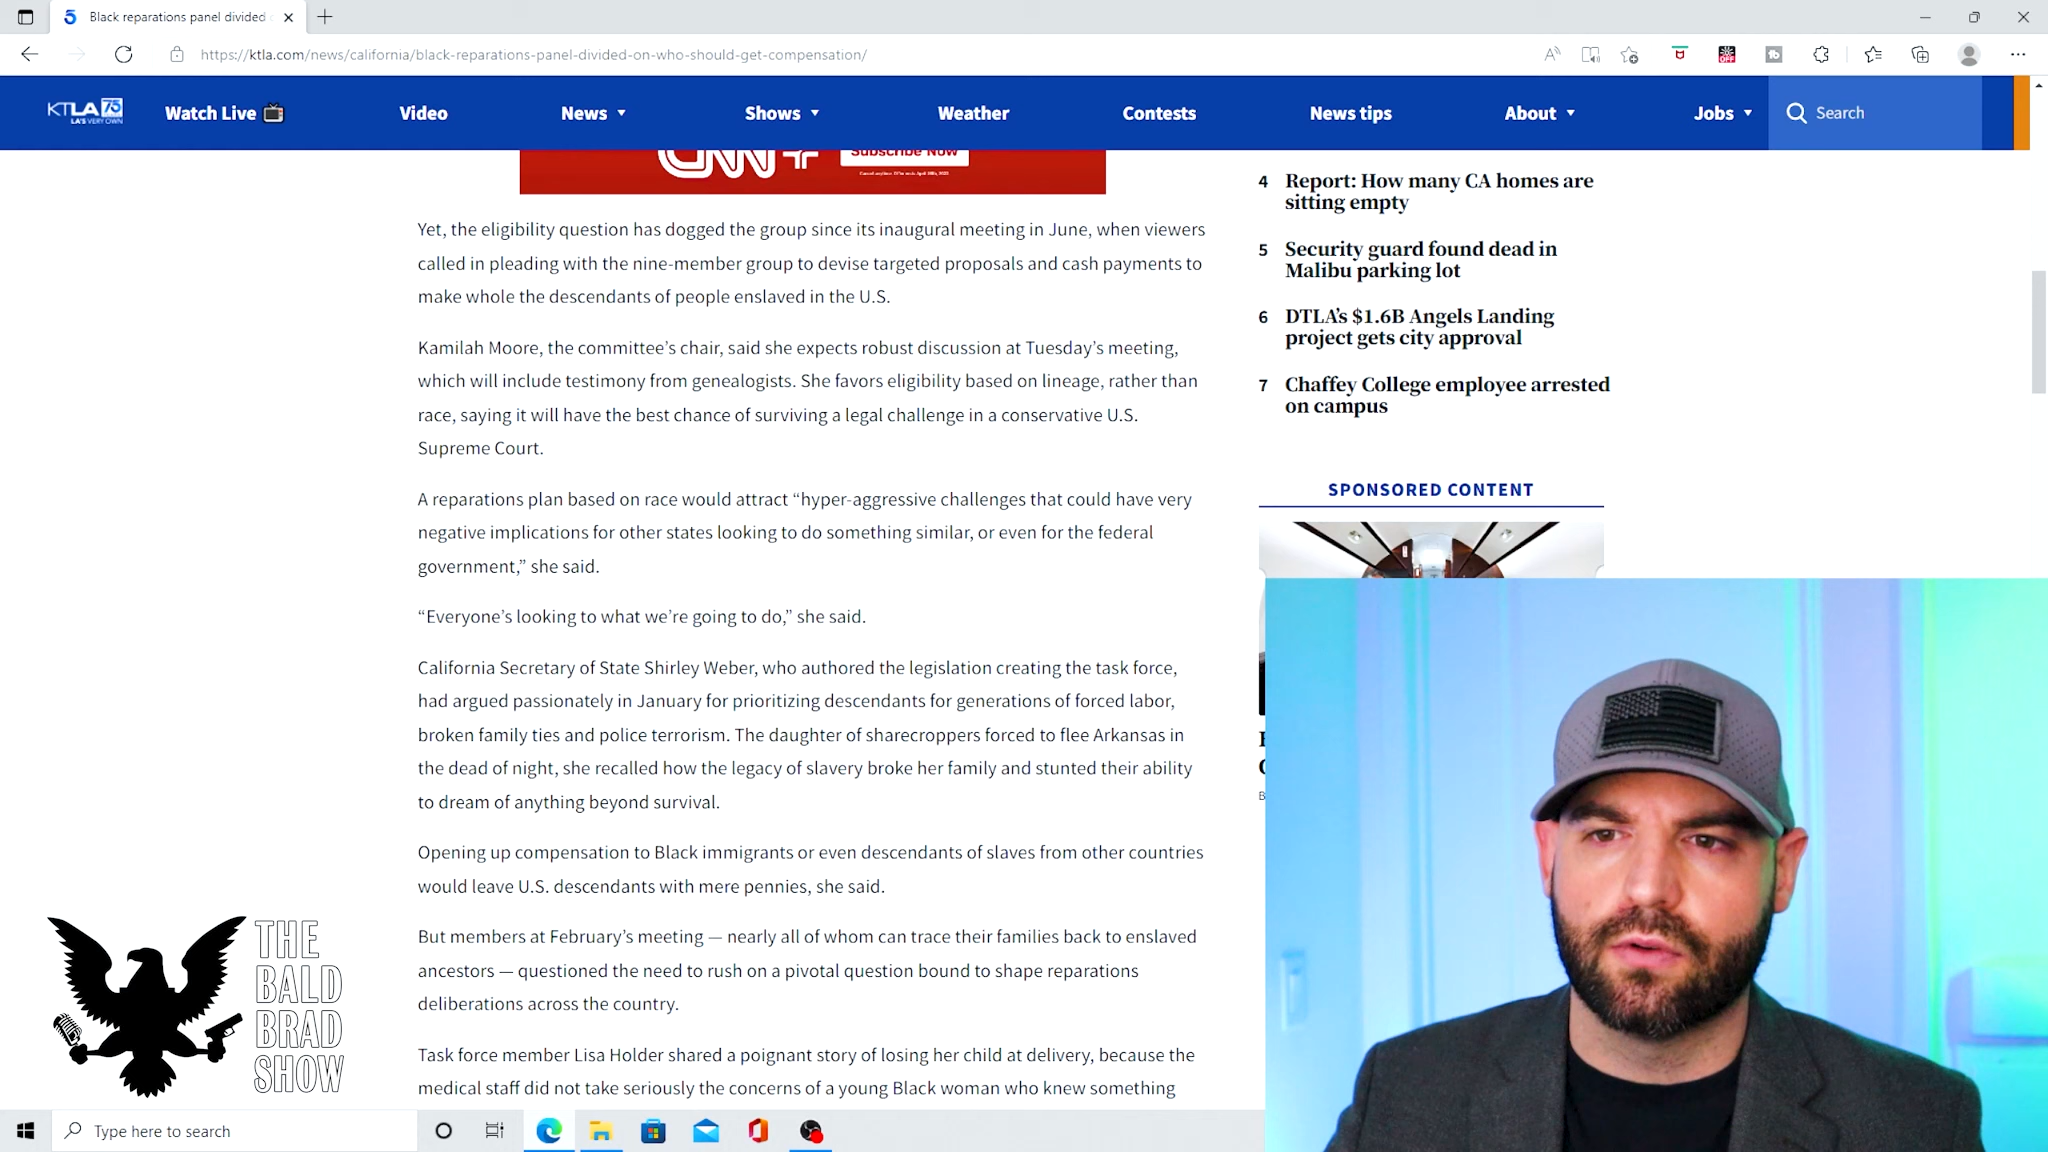 Black reparations panel divided
https://ktla.com/news/california/black-reparations-panel-divided-on-who-should-get-compensation/
KTLA 75
LA'S VERY OWN
Watch Live
Video
News
Shows
Weather
Contests
News tips
About
Jobs
Search
CNN+
Subscribe Now
Yet, the eligibility question has dogged the group since its inaugural meeting in June, when viewers
called in pleading with the nine-member group to devise targeted proposals and cash payments to
make whole the descendants of people enslaved in the U.S.
Kamilah Moore, the committee’s chair, said she expects robust discussion at Tuesday’s meeting,
which will include testimony from genealogists. She favors eligibility based on lineage, rather than
race, saying it will have the best chance of surviving a legal challenge in a conservative U.S.
Supreme Court.
A reparations plan based on race would attract “hyper-aggressive challenges that could have very
negative implications for other states looking to do something similar, or even for the federal
government,” she said.
“Everyone’s looking to what we’re going to do,” she said.
California Secretary of State Shirley Weber, who authored the legislation creating the task force,
had argued passionately in January for prioritizing descendants for generations of forced labor,
broken family ties and police terrorism. The daughter of sharecroppers forced to flee Arkansas in
the dead of night, she recalled how the legacy of slavery broke her family and stunted their ability
to dream of anything beyond survival.
Opening up compensation to Black immigrants or even descendants of slaves from other countries
would leave U.S. descendants with mere pennies, she said.
But members at February’s meeting — nearly all of whom can trace their families back to enslaved
ancestors — questioned the need to rush on a pivotal question bound to shape reparations
deliberations across the country.
Task force member Lisa Holder shared a poignant story of losing her child at delivery, because the
medical staff did not take seriously the concerns of a young Black woman who knew something
4 Report: How many CA homes are
sitting empty
5 Security guard found dead in
Malibu parking lot
6 DTLA’s $1.6B Angels Landing
project gets city approval
7 Chaffey College employee arrested
on campus
SPONSORED CONTENT
THE
BALD
BRAD
SHOW
Type here to search